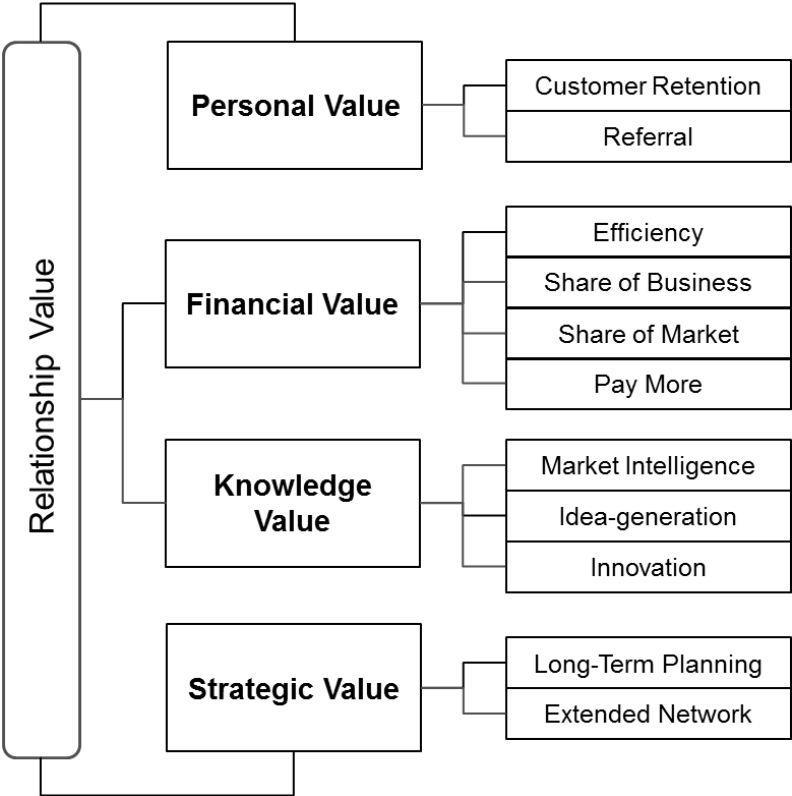 Relationship Value
Personal Value
Customer Retention
Referral
Financial Value
Efficiency
Share of Business
Share of Market
Pay More
Knowledge
Value
Market Intelligence
Idea-generation
Innovation
Strategic Value
Long-Term Planning
Extended Network